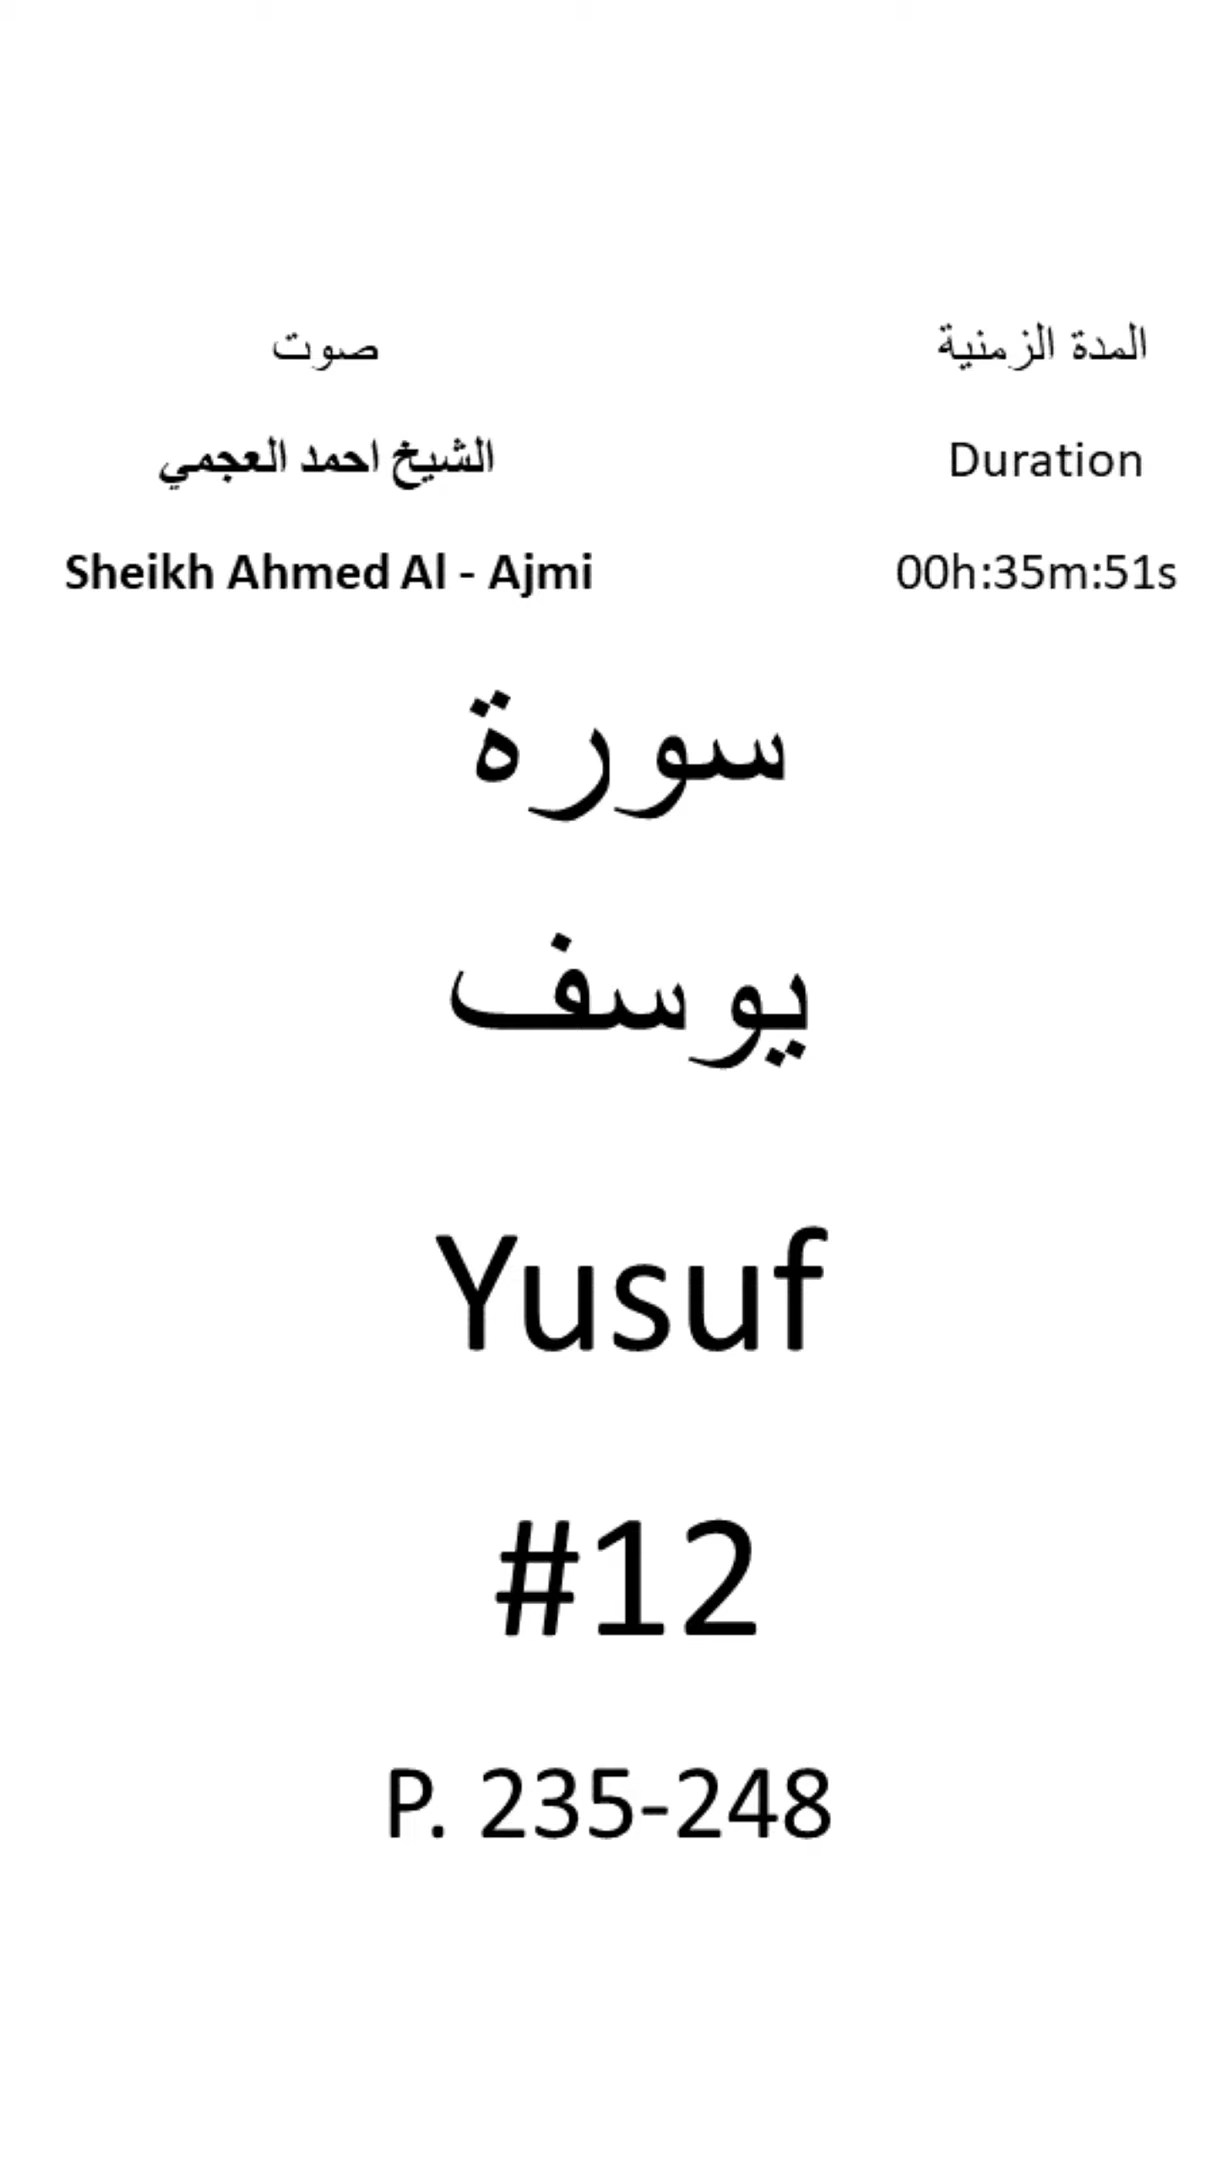 صوت
المدة الزمنية
الشيخ احمد العجمي
Duration
Sheikh Ahmed Al - Ajmi
00h:35m:51s
سورة
يوسف
Yusuf
#12
P. 235-248